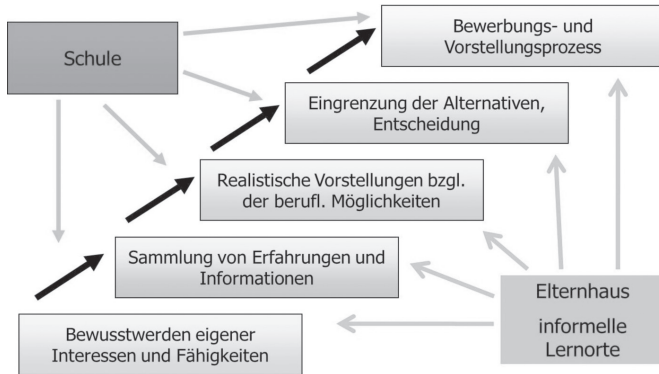 Bewerbungs- und
Vorstellungsprozess
Schule
Eingrenzung der Alternativen,
Entscheidung
Realistische Vorstellungen bzgl.
der berufl. Möglichkeiten
Sammlung von Erfahrungen und
Informationen
Elternhaus
informelle
Lernorte
Bewusstwerden eigener
Interessen und Fähigkeiten